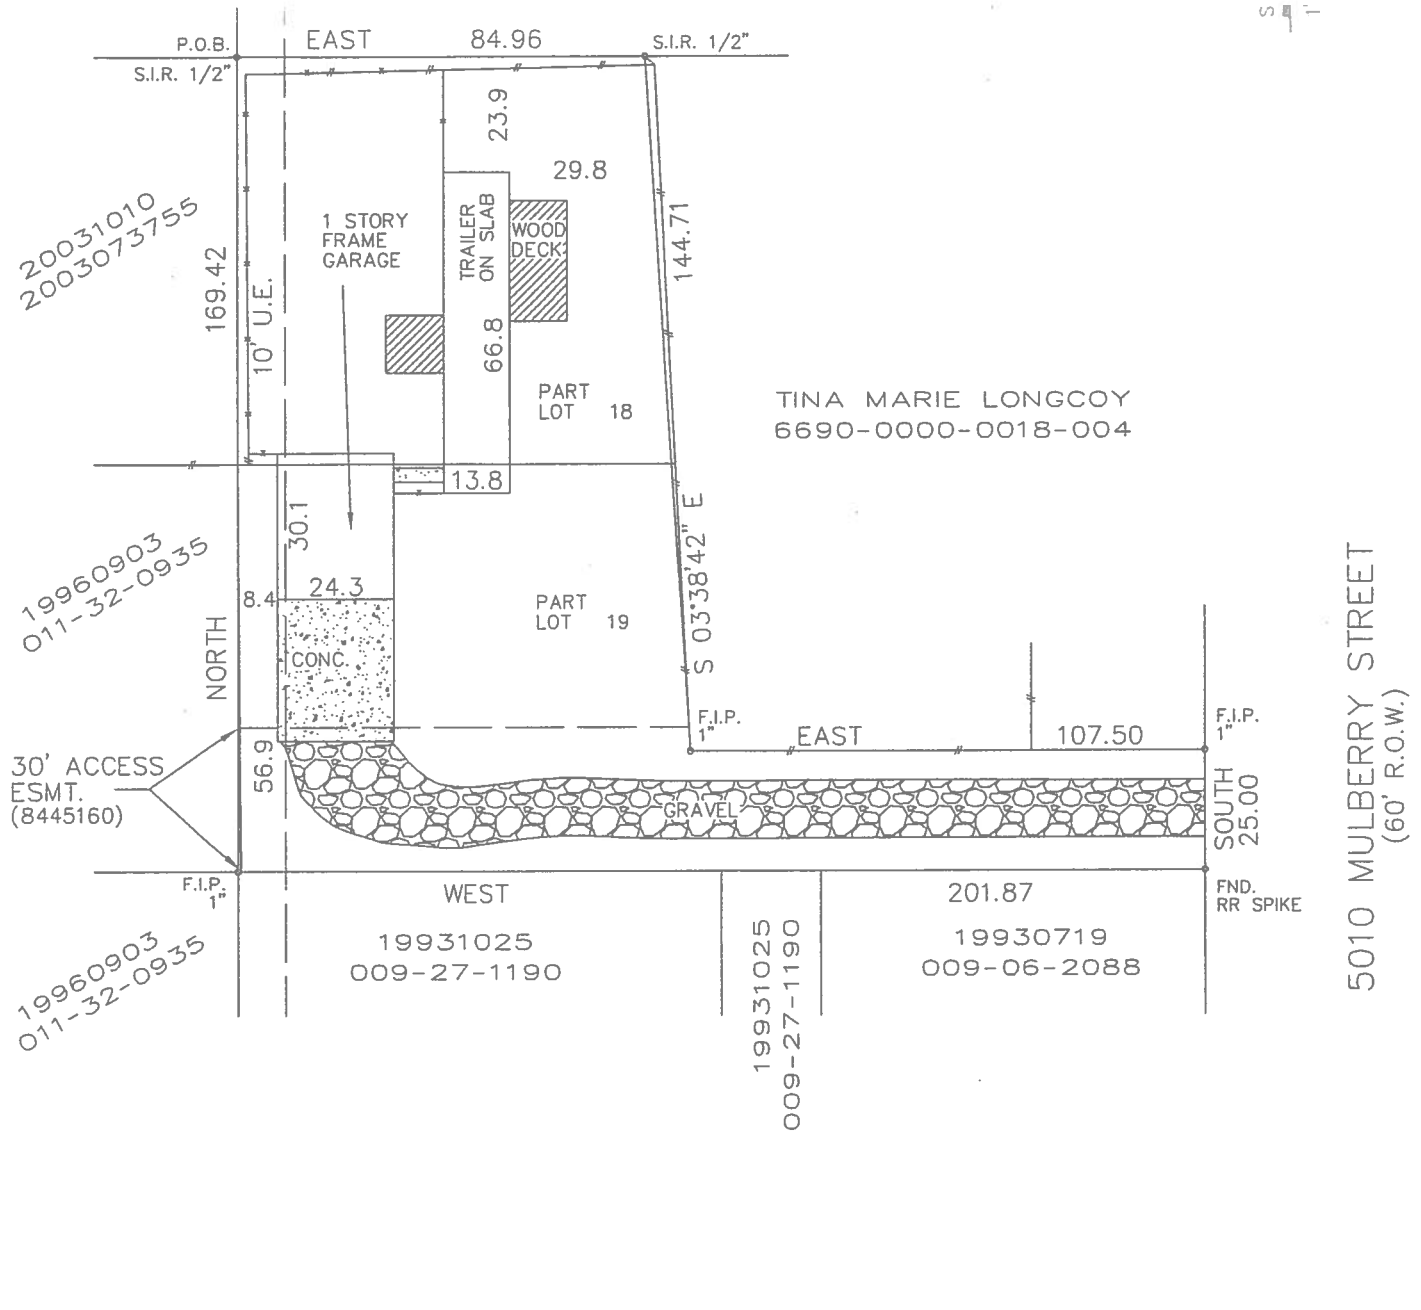 P.O.B.
EAST 84.96
S.I.R. 1/2"
S.I.R. 1/2"
23.9
29.8
20031010
2003073755
1 STORY
FRAME
GARAGE
TRAILER
ON SLAB
WOOD
DECK
144.71
169.42
10' U.E.
66.8
PART
LOT 18
TINA MARIE LONGCOY
6690-0000-0018-004
13.8
30.1
19960903
011-32-0935
8.4
24.3
PART
LOT 19
S 03°38'42" E
NORTH
CONC.
F.I.P.
1"
EAST
107.50
F.I.P.
1"
30' ACCESS
ESMT.
(8445160)
56.9
GRAVEL
SOUTH
25.00
5010 MULBERRY STREET
(60' R.O.W.)
F.I.P.
1"
WEST
201.87
FND.
RR SPIKE
19960903
011-32-0935
19931025
009-27-1190
19931025
009-27-1190
19930719
009-06-2088